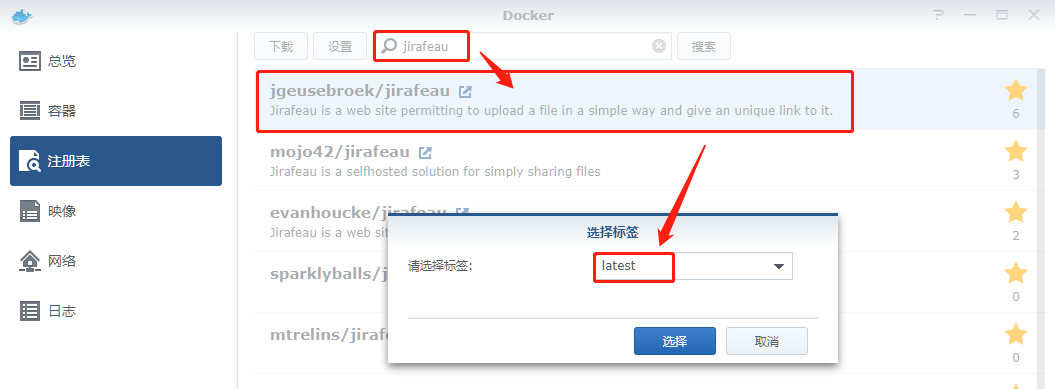 Docker
总览
容器
注册表
映像
网络
日志
下载
设置
jirafeau
搜索
jgeusebroek/jirafeau
Jirafeau is a web site permitting to upload a file in a simple way and give an unique link to it.
6
mojo42/jirafeau
Jirafeau is a selfhosted solution for simply sharing files
3
evanhoucke/jirafeau
Jirafeau is a web
2
sparklyballs/
0
mtrelins/
0
选择标签
请选择标签:
latest
选择
取消